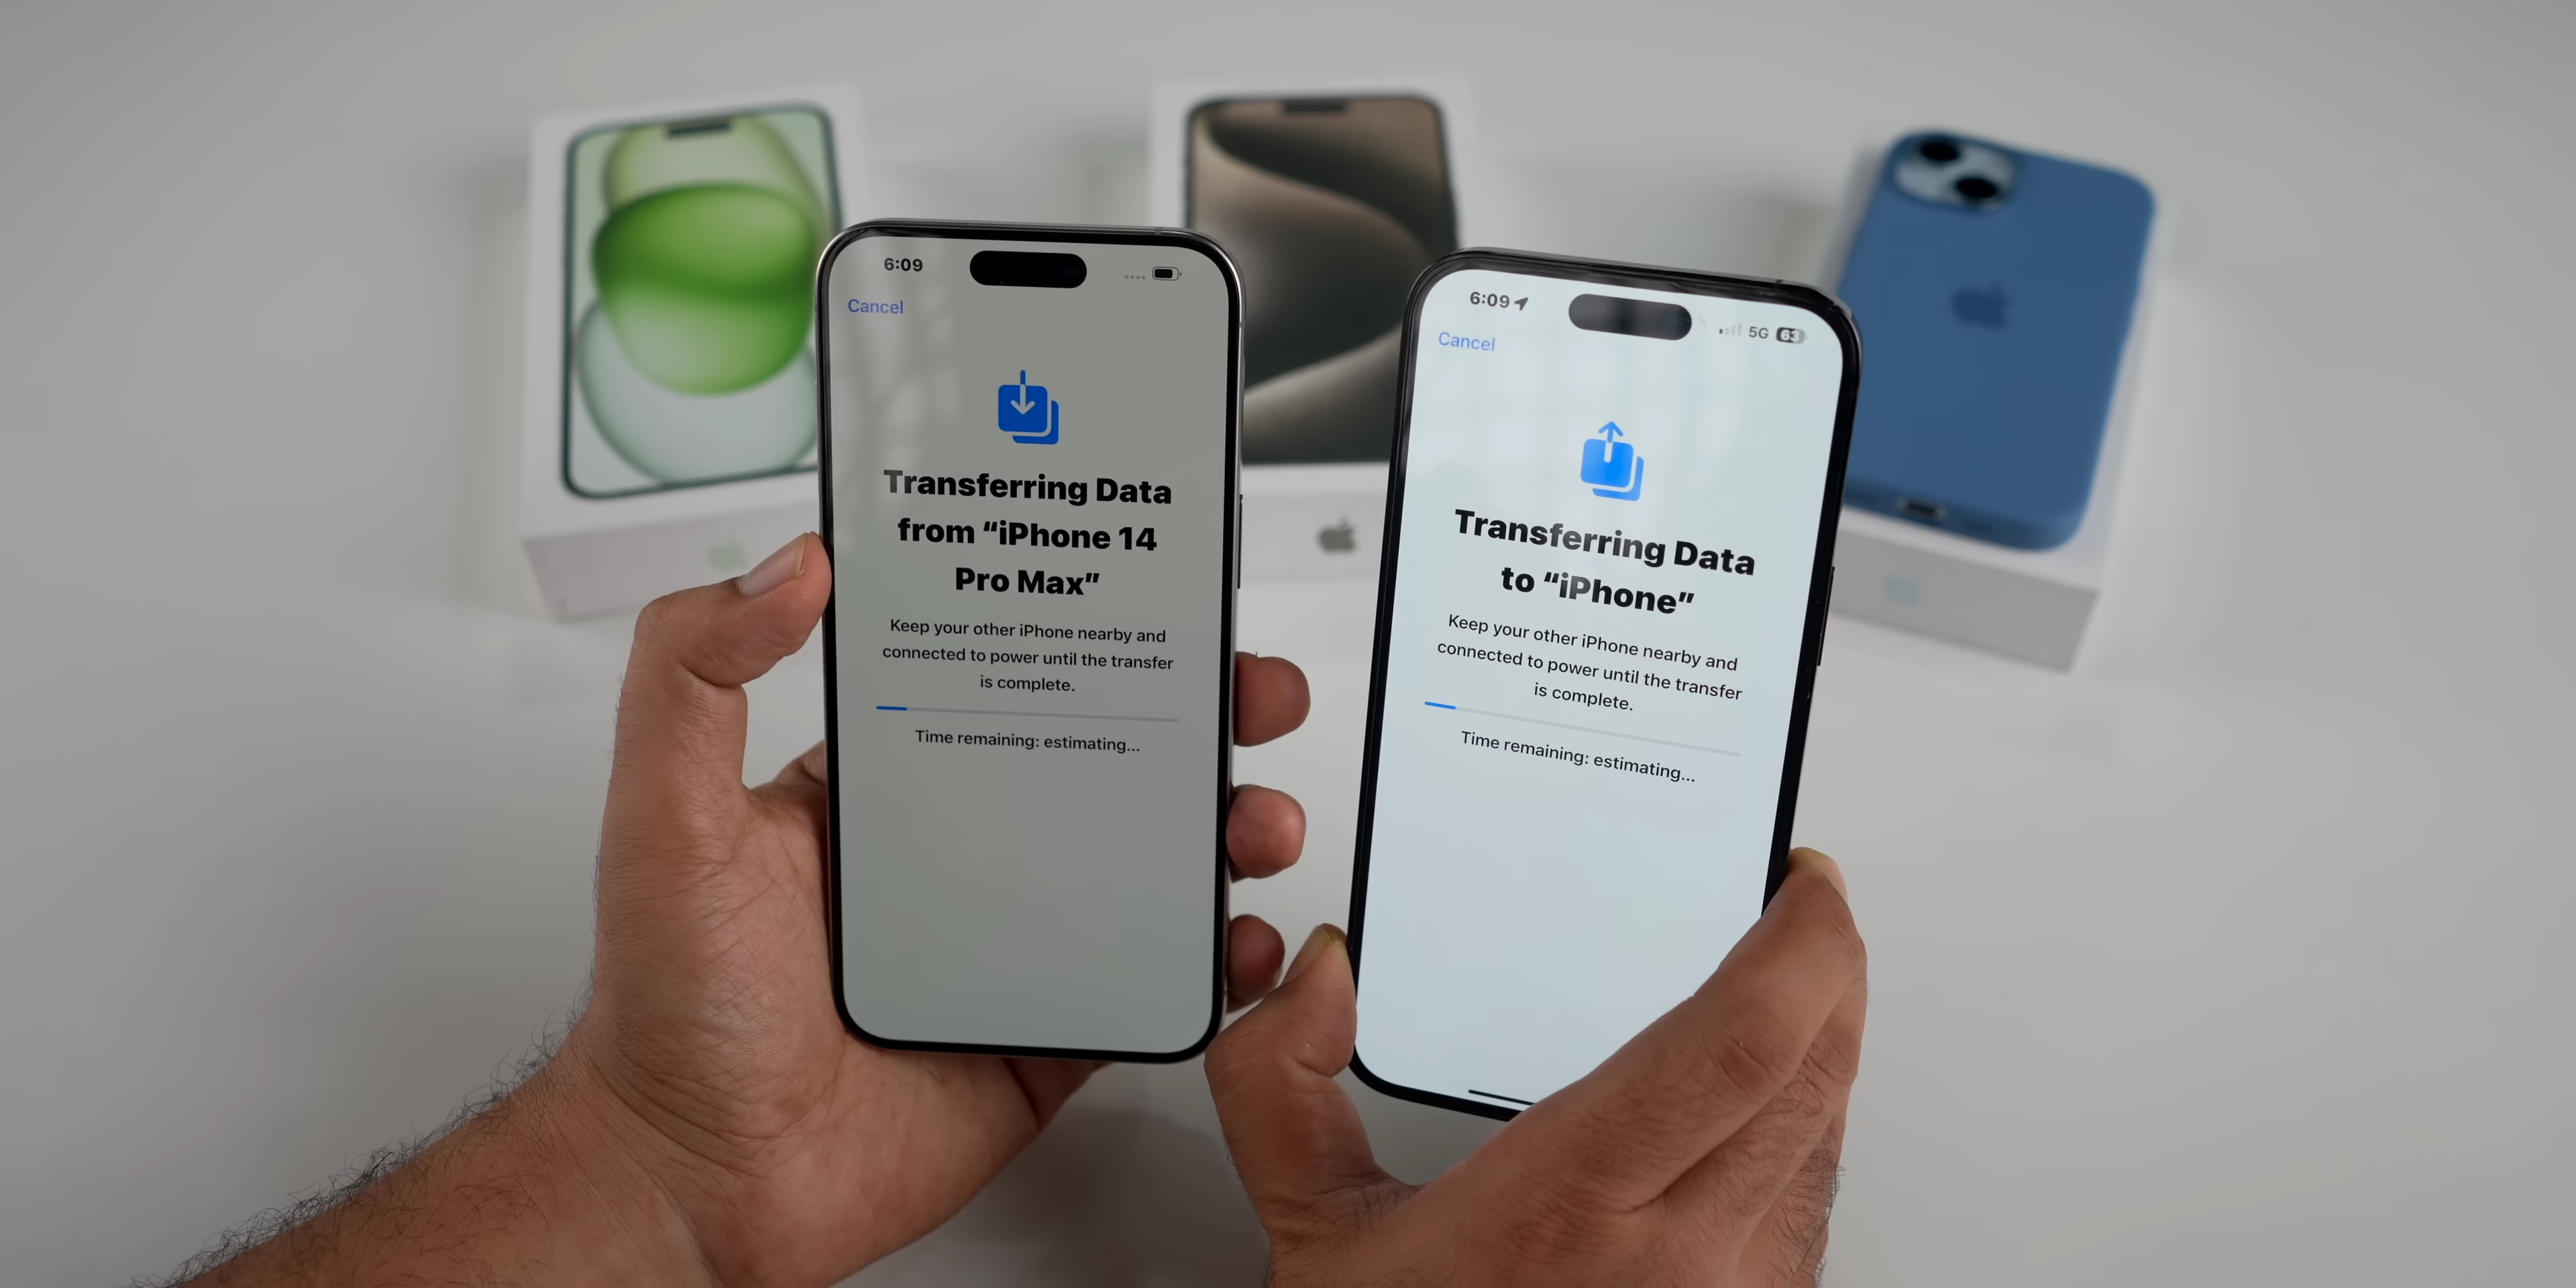 6:09
Cancel
Transferring Data
from “iPhone 14
Pro Max”
Keep your other iPhone nearby and
connected to power until the transfer
is complete.
Time remaining: estimating...
6:09 5G 63
Cancel
Transferring Data
to “iPhone”
Keep your other iPhone nearby and
connected to power until the transfer
is complete.
Time remaining: estimating...